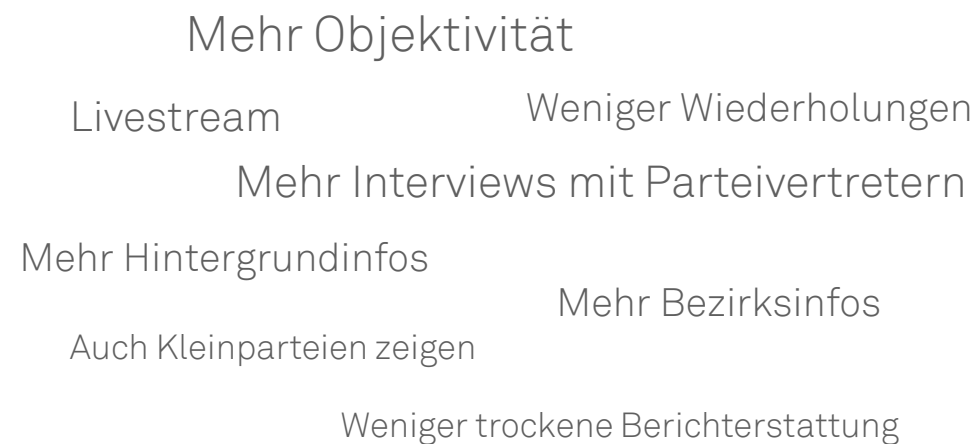 Mehr Objektivität
Livestream
Weniger Wiederholungen
Mehr Interviews mit Parteivertretern
Mehr Hintergrundinfos
Mehr Bezirksinfos
Auch Kleinparteien zeigen
Weniger trockene Berichterstattung